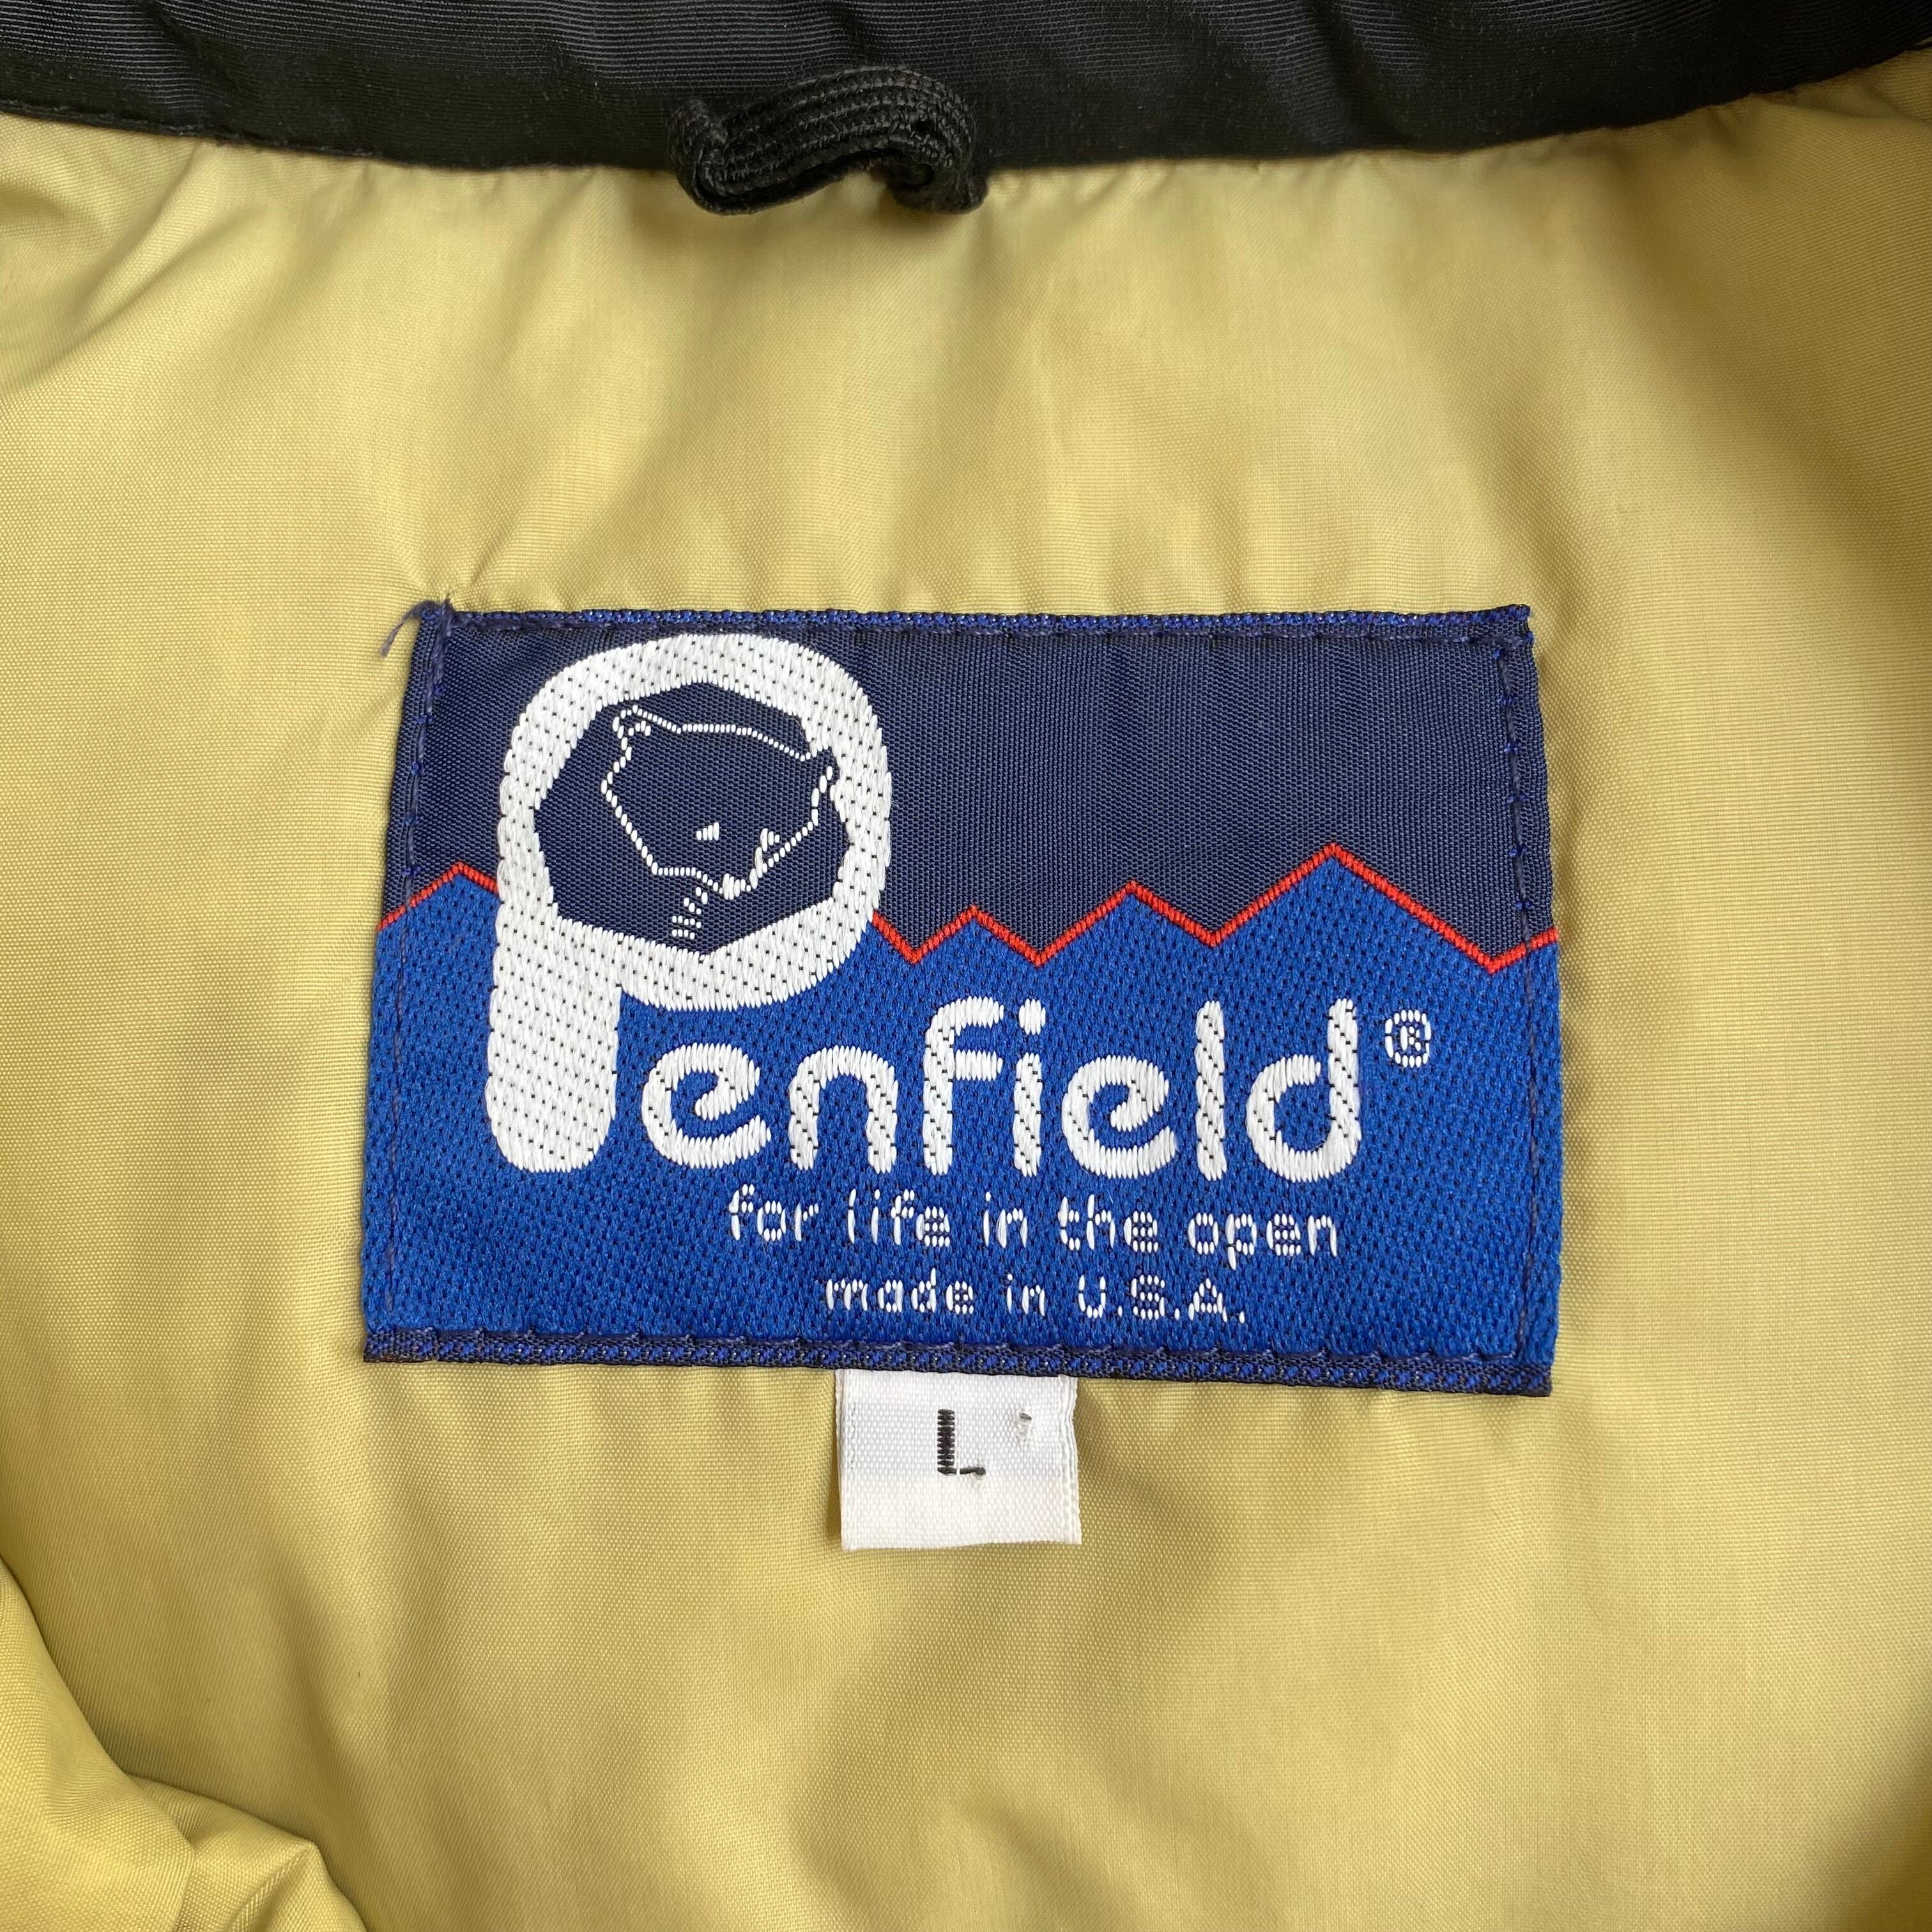 Penfield®
for life in the open
made in U.S.A.
L